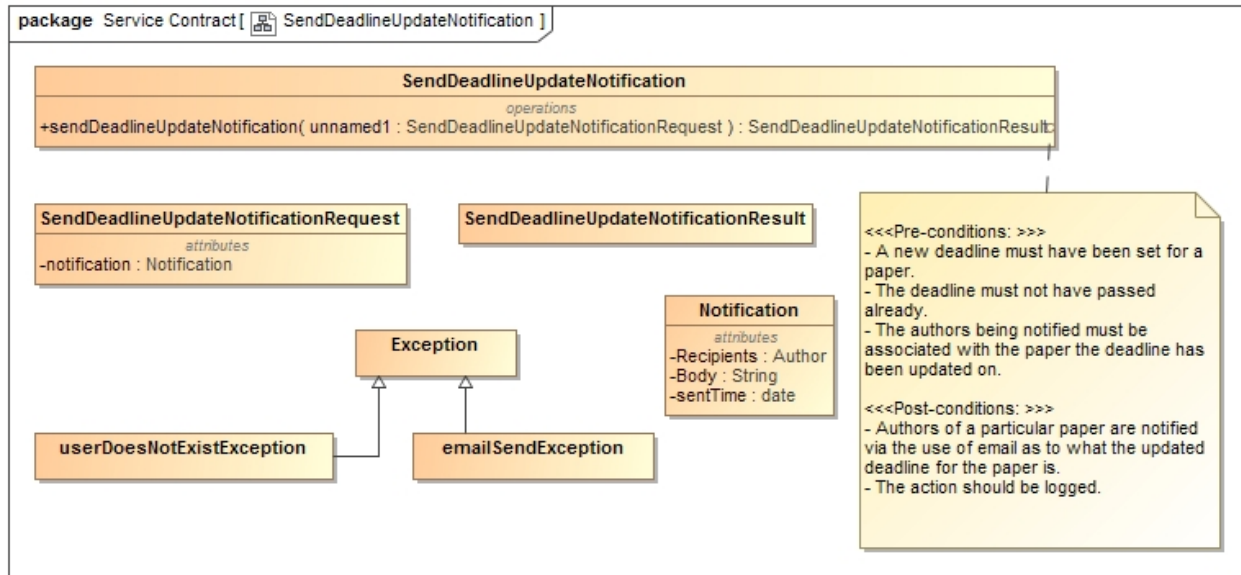 package Service Contract [ SendDeadlineUpdateNotification ]
SendDeadlineUpdateNotification
operations
+sendDeadlineUpdateNotification( unnamed1 : SendDeadlineUpdateNotificationRequest ) : SendDeadlineUpdateNotificationResult
SendDeadlineUpdateNotificationRequest
attributes
-notification : Notification
SendDeadlineUpdateNotificationResult
Notification
attributes
-Recipients : Author
-Body : String
-sentTime : date
Exception
userDoesNotExistException
emailSendException
<<<Pre-conditions: >>>
- A new deadline must have been set for a
paper.
- The deadline must not have passed
already.
- The authors being notified must be
associated with the paper the deadline has
been updated on.
<<<Post-conditions: >>>
- Authors of a particular paper are notified
via the use of email as to what the updated
deadline for the paper is.
- The action should be logged.